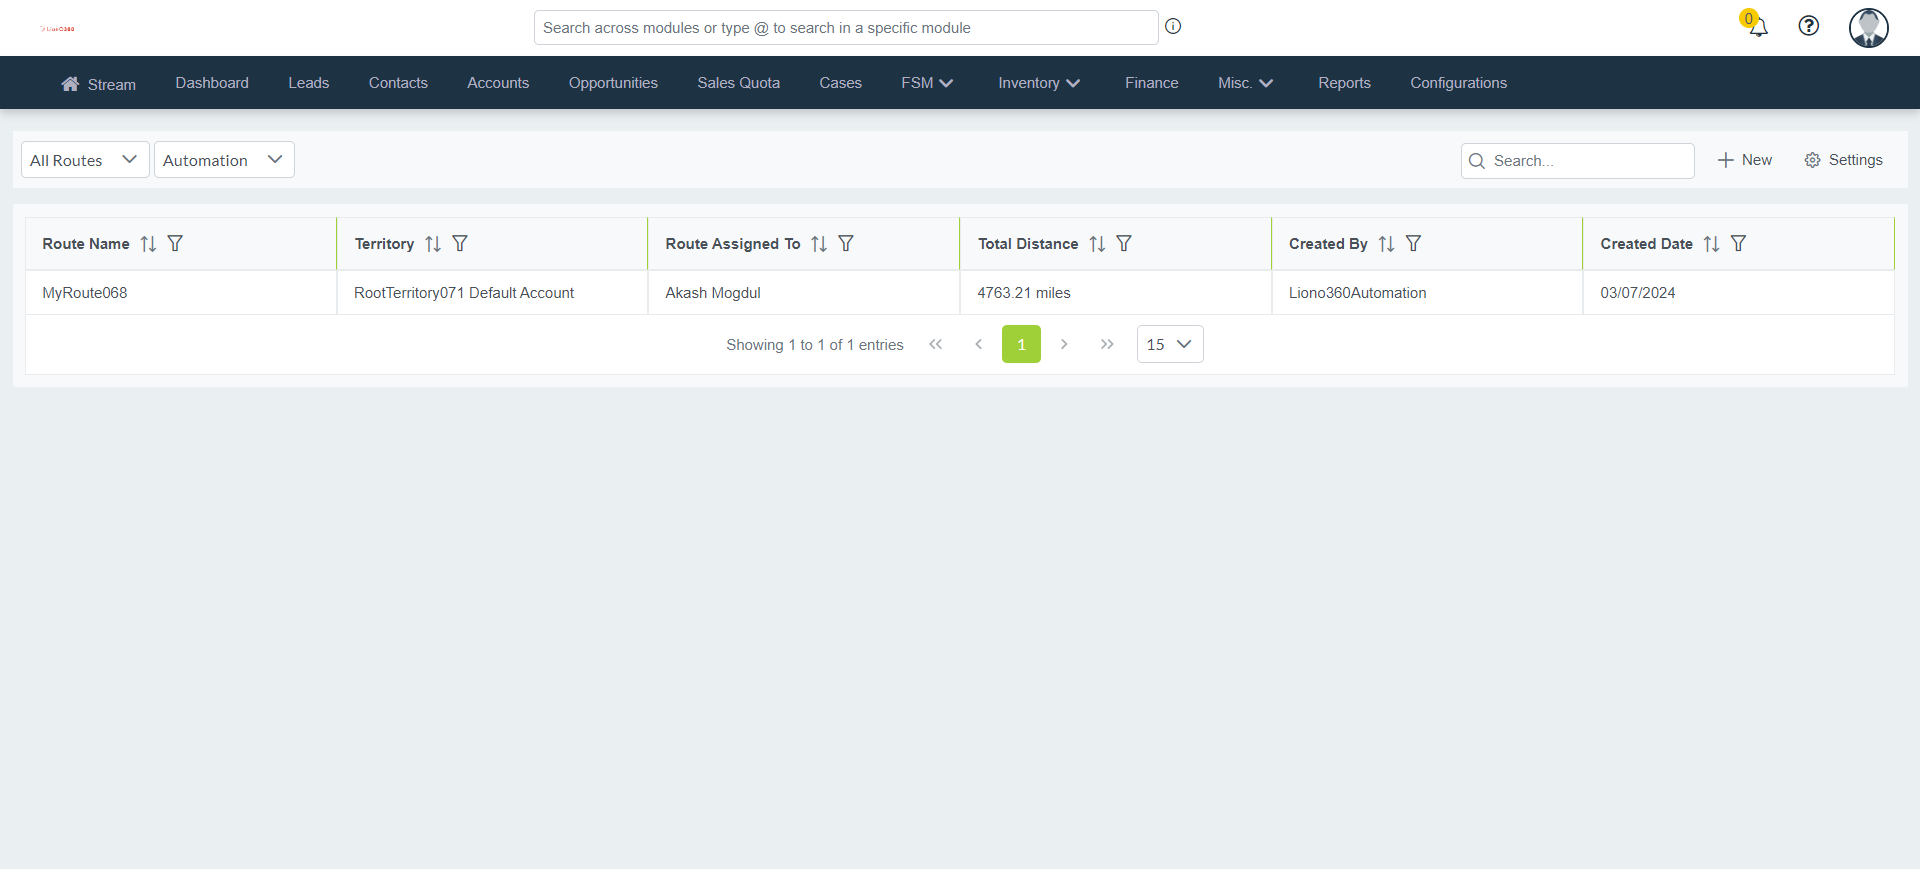 Search across modules or type @ to search in a specific module
0
Stream Dashboard Leads Contacts Accounts Opportunities Sales Quota Cases FSM Inventory Finance Misc. Reports Configurations
All Routes Automation Search... New Settings
Route Name Territory Route Assigned To Total Distance Created By Created Date
MyRoute068 RootTerritory071 Default Account Akash Mogdul 4763.21 miles Liono360Automation 03/07/2024
Showing 1 to 1 of 1 entries 1 15